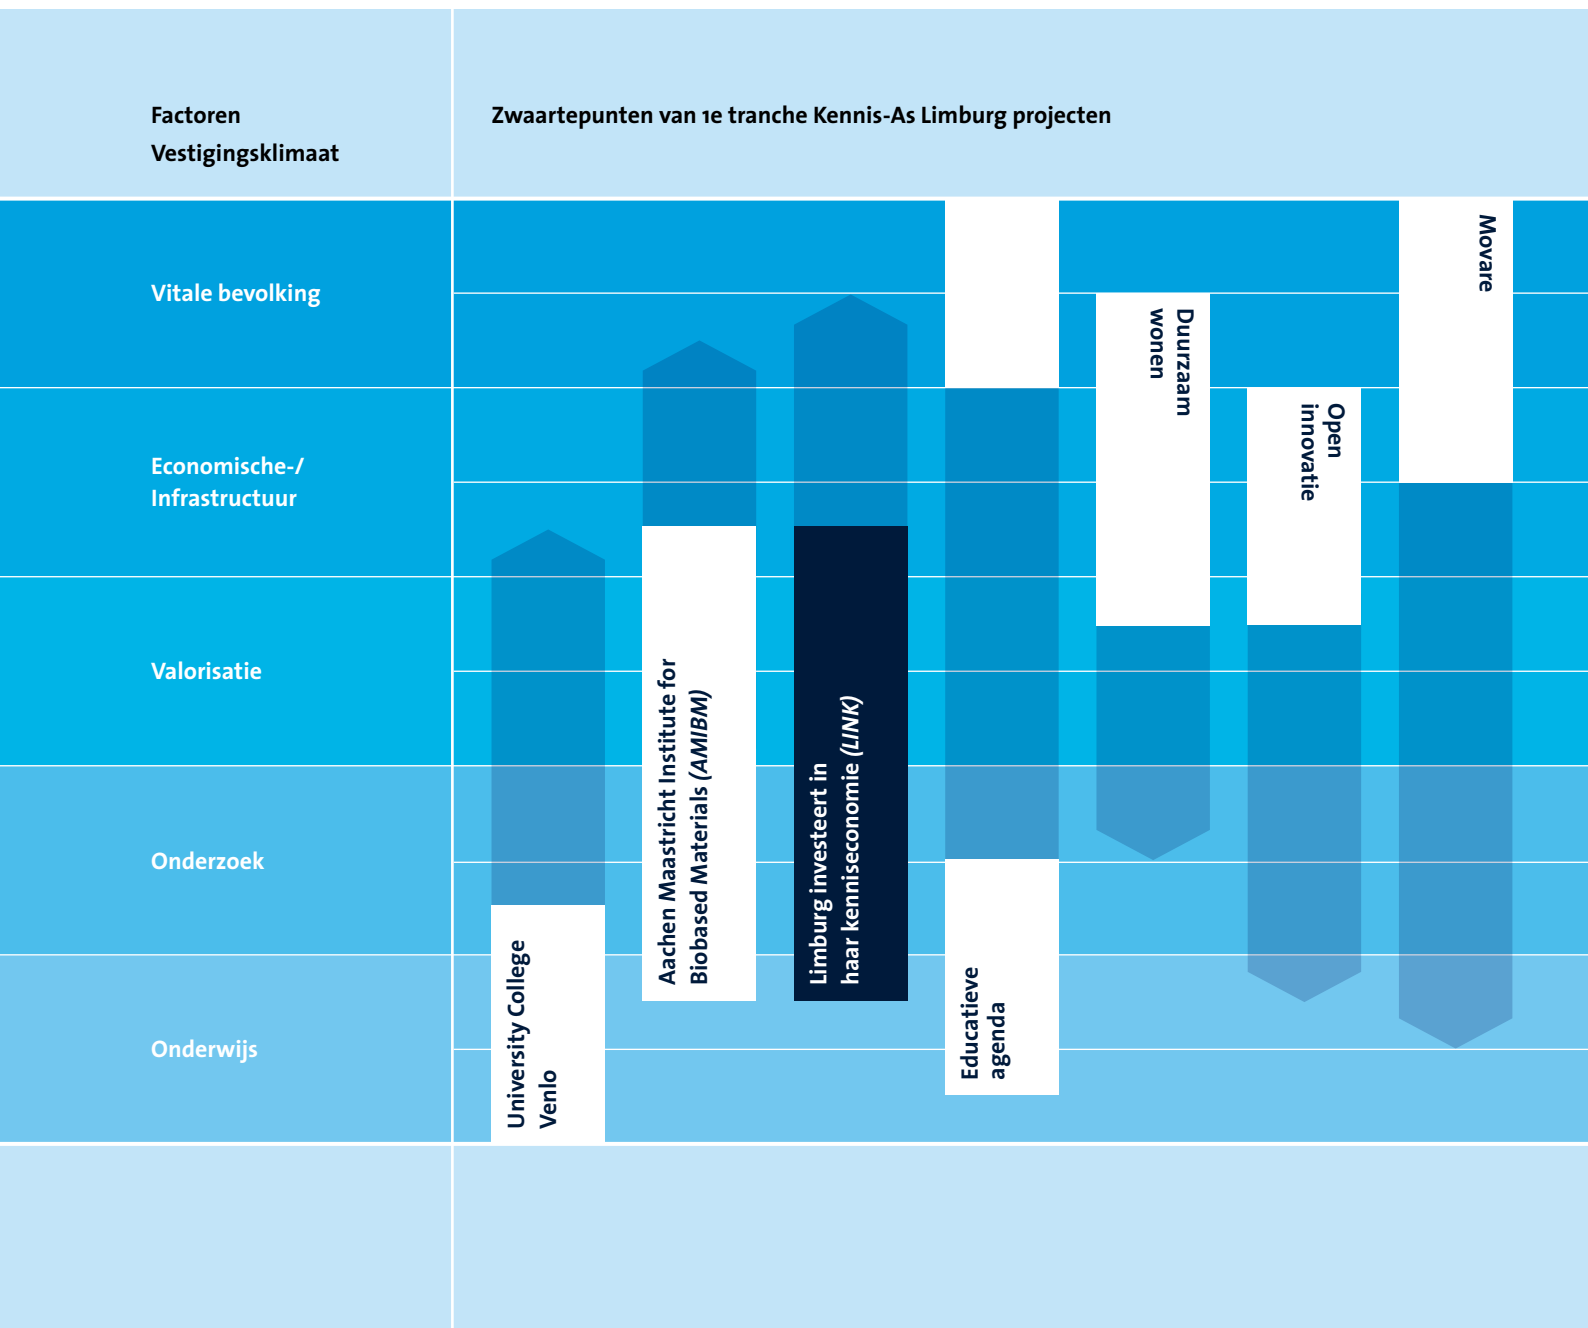 Factoren
Vestigingsklimaat
Zwaartepunten van 1e tranche Kennis-As Limburg projecten
Vitale bevolking
Economische-/
Infrastructuur
Valorisatie
Onderzoek
Onderwijs
University College
Venlo
Aachen Maastricht Institute for
Biobased Materials (AMIBM)
Limburg investeert in
haar kenniseconomie (LINK)
Educatieve
agenda
Duurzaam
wonen
Open
innovatie
Movare